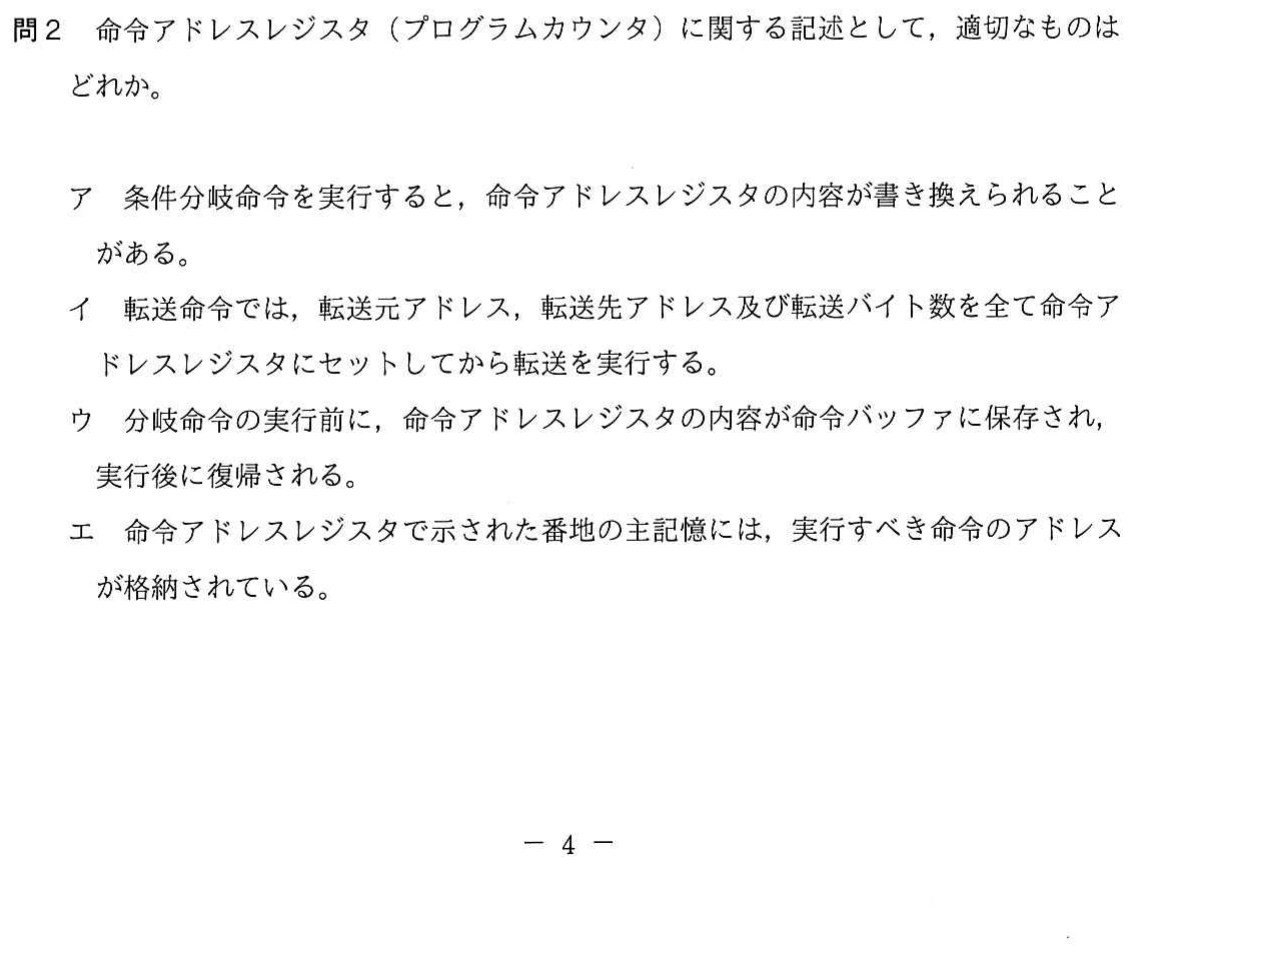 問２　命令アドレスレジスタ（プログラムカウンタ）に関する記述として，適切なものは
どれか。
ア　条件分岐命令を実行すると，命令アドレスレジスタの内容が書き換えられること
がある。
イ　転送命令では，転送元アドレス，転送先アドレス及び転送バイト数を全て命令ア
ドレスレジスタにセットしてから転送を実行する。
ウ　分岐命令の実行前に，命令アドレスレジスタの内容が命令バッファに保存され，
実行後に復帰される。
エ　命令アドレスレジスタで示された番地の主記憶には，実行すべき命令のアドレス
が格納されている。
－ 4 －